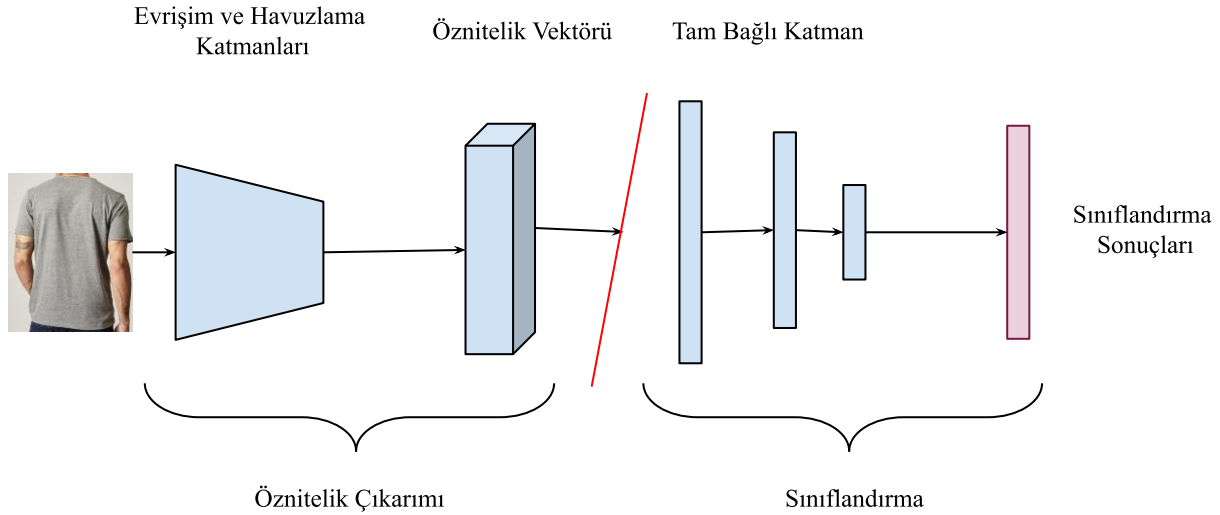 Evrişim ve Havuzlama
Katmanları
Öznitelik Vektörü
Tam Bağlı Katman
Sınıflandırma
Sonuçları
Öznitelik Çıkarımı
Sınıflandırma